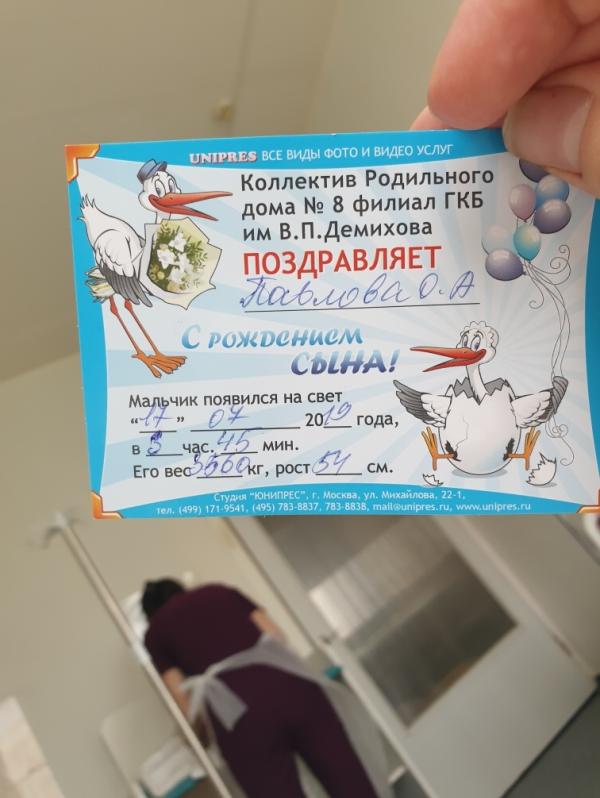 UNIPRES ВСЕ ВИДЫ ФОТО И ВИДЕО УСЛУГ
Коллектив Родильного
дома № 8 филиал ГКБ
им В.П.Демихова
ПОЗДРАВЛЯЕТ
Павлова О.А
С РОЖДЕНИЕМ
СЫНА!
Мальчик появился на свет
"17" 07 2019 года,
в 5 час. 45 мин.
Его вес 3660 кг, рост 54 см.
Студия "ЮНИПРЕС", г. Москва, ул. Михайлова, 22-1,
тел. (499) 171-9541, (495) 783-8837, 783-8838, mail@unipres.ru, www.unipres.ru